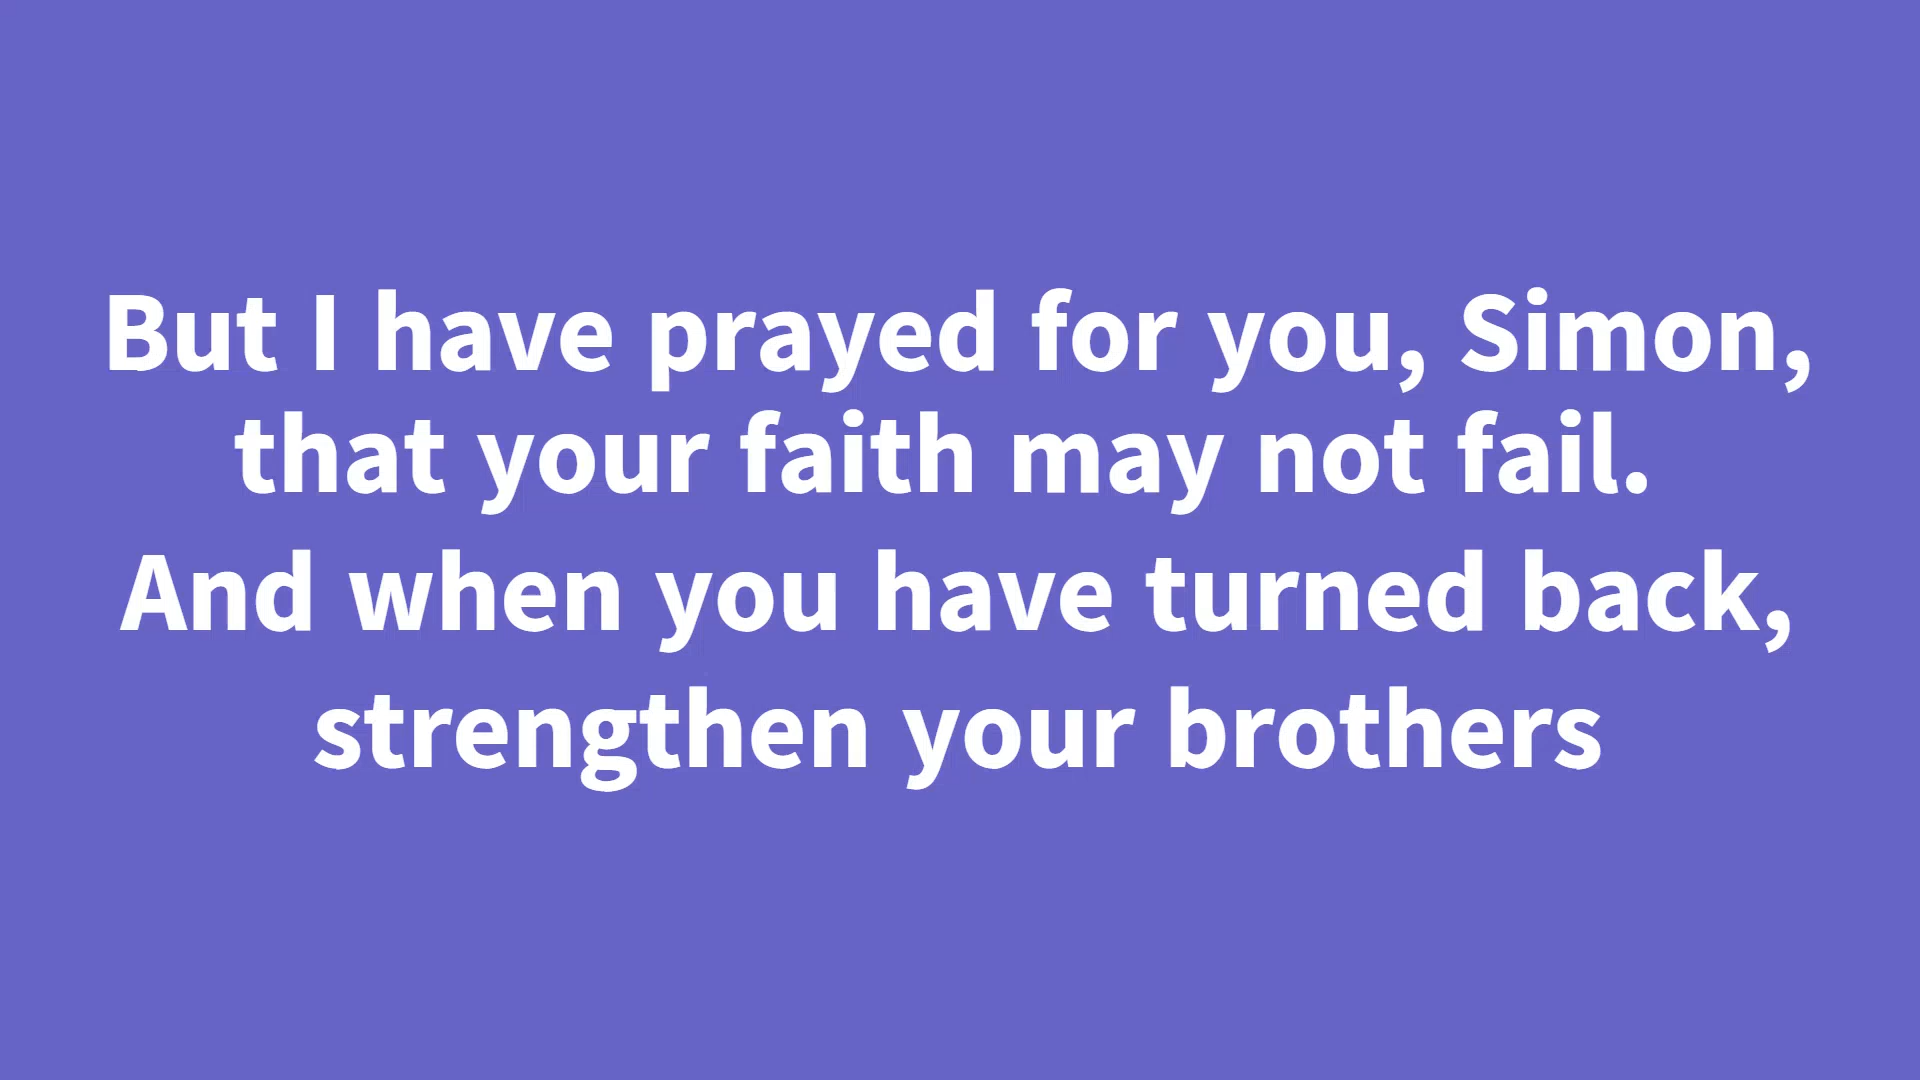 But I have prayed for you, Simon,
that your faith may not fail.
And when you have turned back,
strengthen your brothers